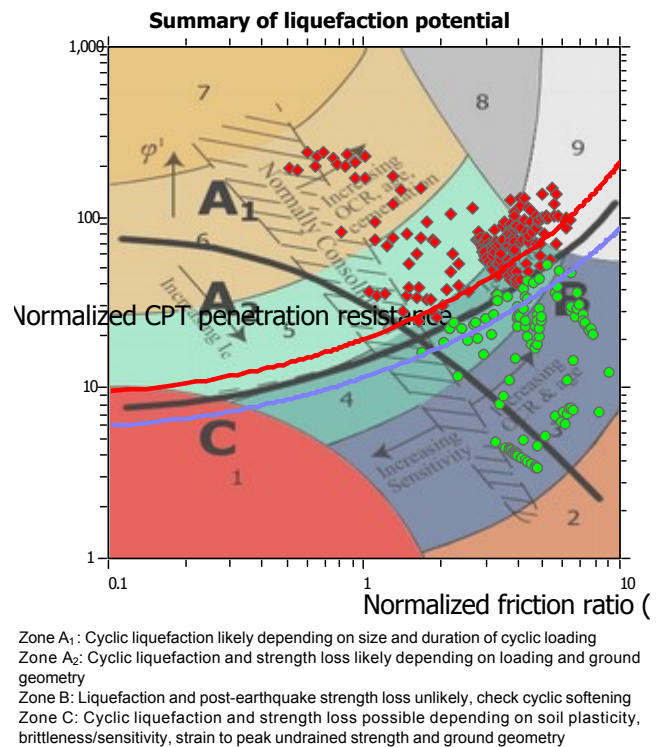 Summary of liquefaction potential
1,000
7
8
9
φ'
Increasing
OCR, age,
cementation
Normally Consolid
A1
100
6
A2
Increasing Ic
Normalized CPT penetration resistance
5
B
10
4
Increasing
OCR & age
C
3
Increasing
Sensitivity
1
2
1
0.1
1
10
Normalized friction ratio (
Zone A1: Cyclic liquefaction likely depending on size and duration of cyclic loading
Zone A2: Cyclic liquefaction and strength loss likely depending on loading and ground
geometry
Zone B: Liquefaction and post-earthquake strength loss unlikely, check cyclic softening
Zone C: Cyclic liquefaction and strength loss possible depending on soil plasticity,
brittleness/sensitivity, strain to peak undrained strength and ground geometry